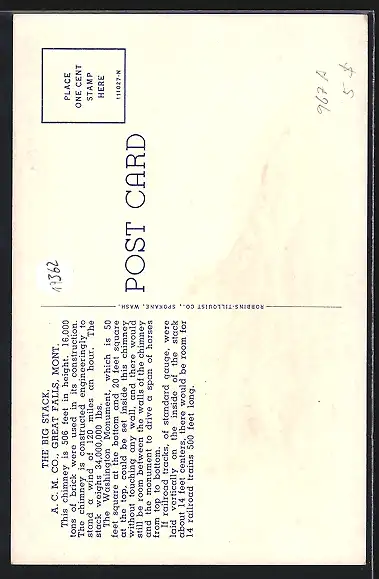 THE BIG STACK.
A. C. M. CO., GREAT FALLS, MONT.
This chimney is 506 feet in height. 16,000
tons of brick were used in its construction.
The chimney is constructed engineeringly to
stand a wind of 120 miles an hour. The
stack weighs 34,000,000 lbs.
The Washington Monument, which is 50
feet square at the bottom and 20 feet square
at the top, could be set inside this chimney
without touching any wall, and there would
still be room between the walls of the chimney
and the monument to drive a span of horses
from top to bottom.
If railroad tracks, of standard gauge, were
laid vertically on the inside of the stack
about 14 feet centers, there would be room for
14 railroad trains 500 feet long.
17362
POST CARD
ROBBINS-TILLQUIST CO., SPOKANE, WASH.
PLACE
ONE CENT
STAMP
HERE
111027-N
967 A
5